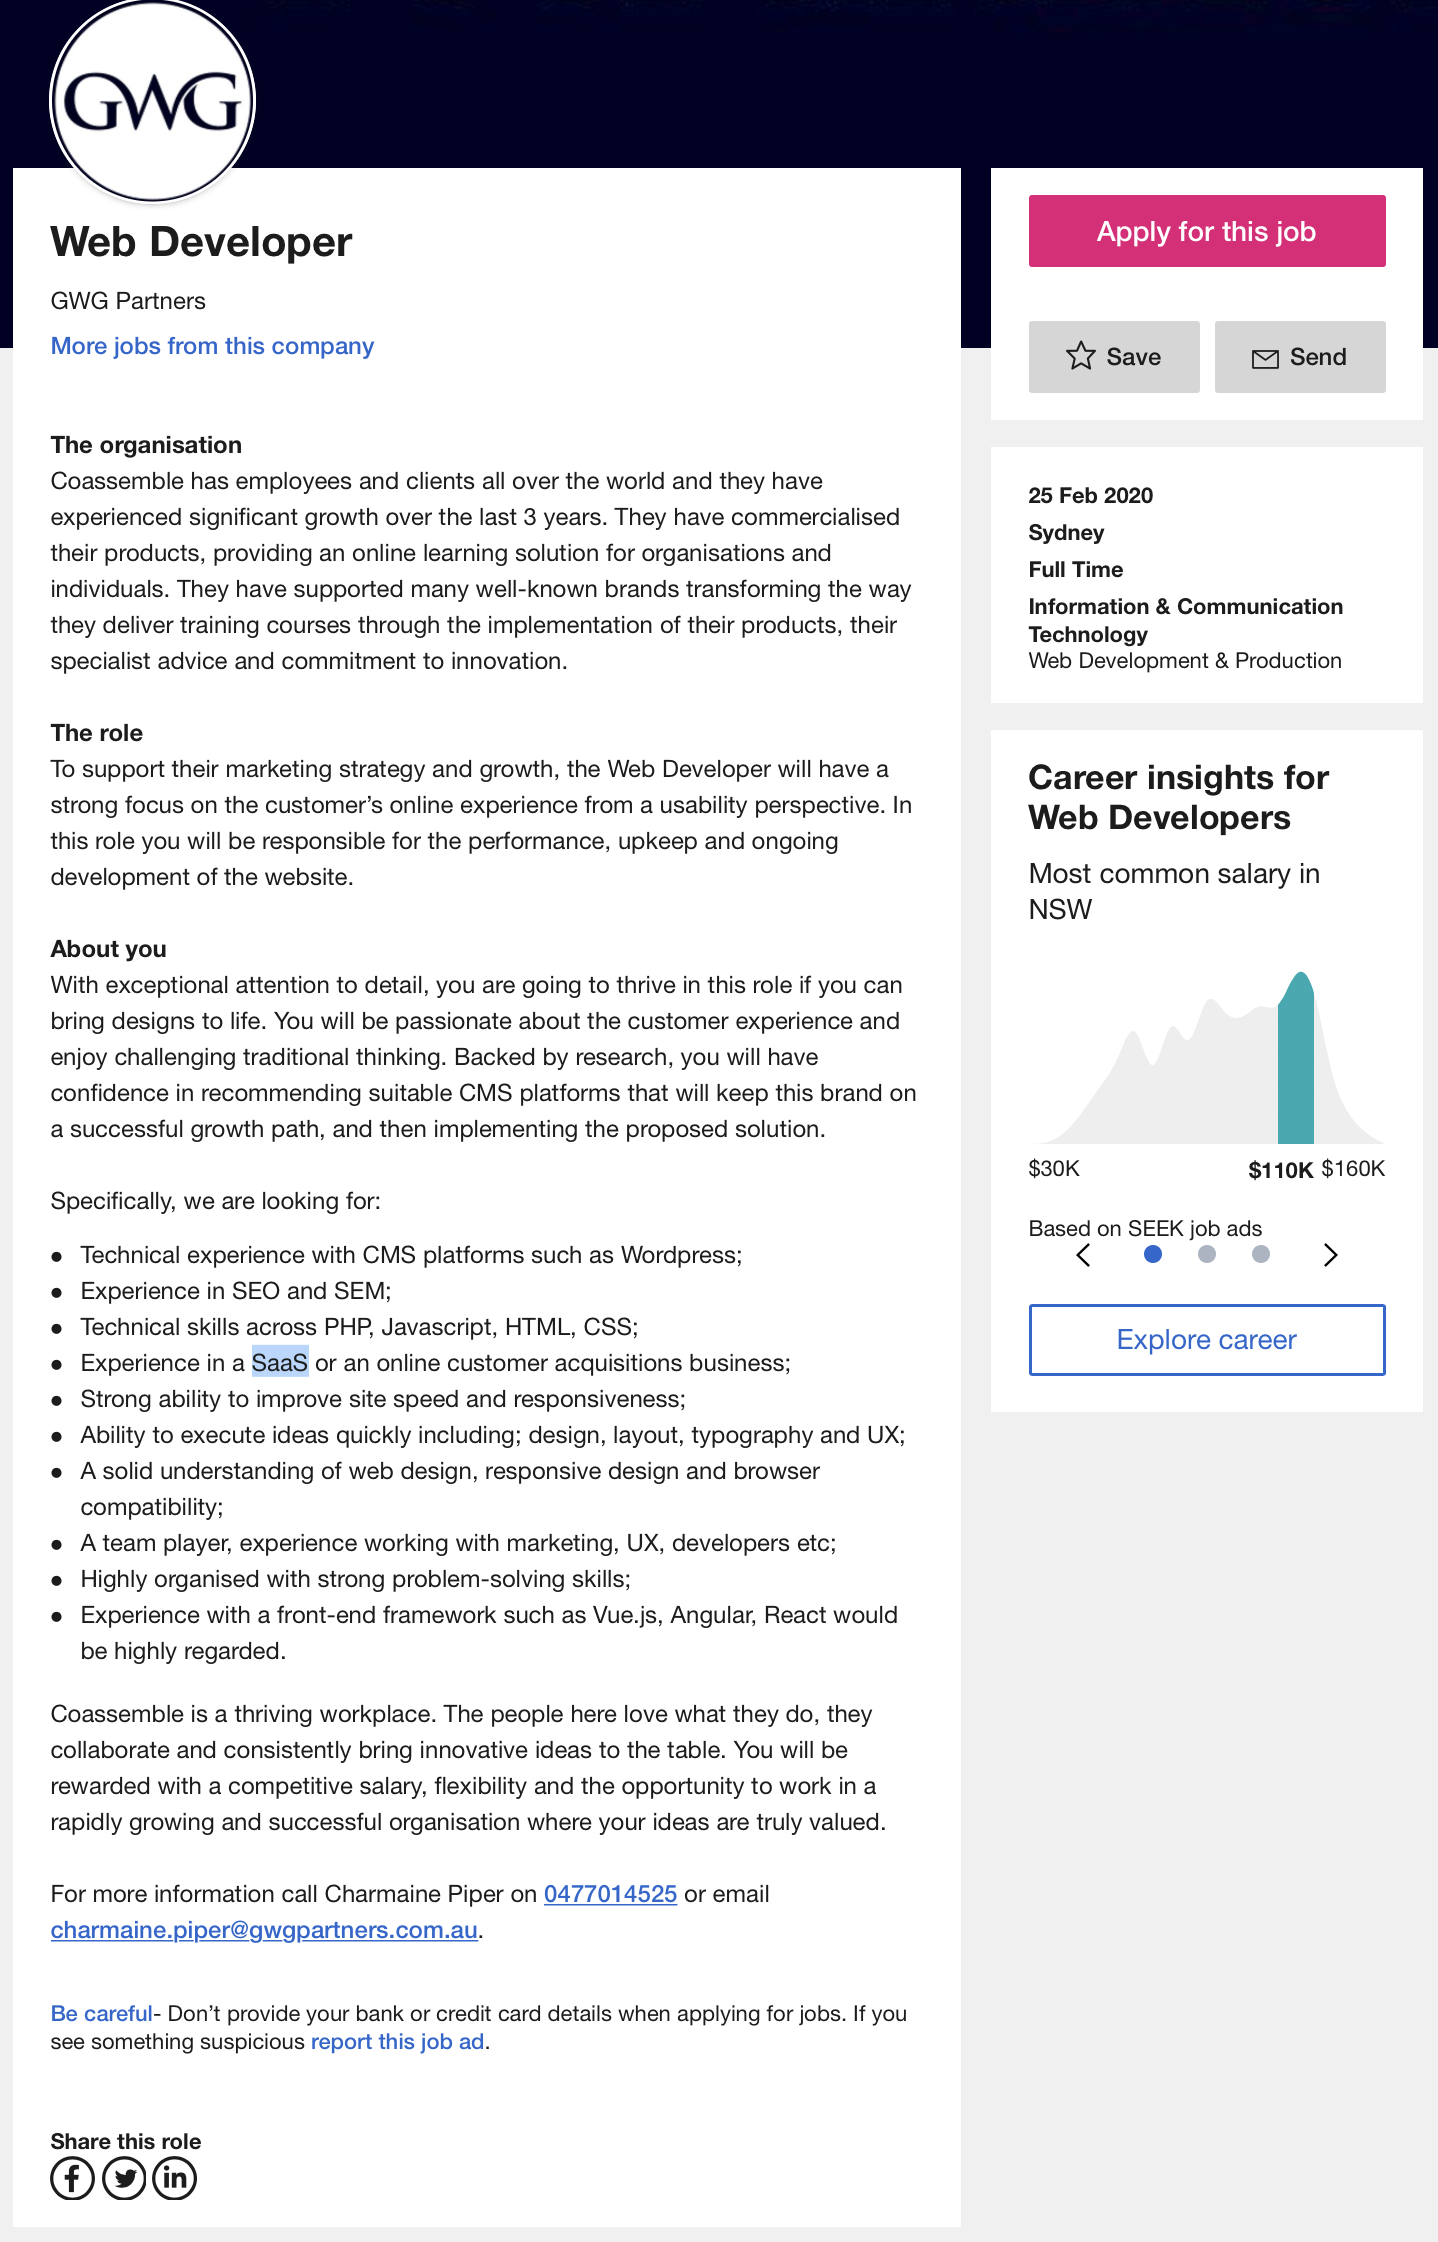 GWG
Web Developer
GWG Partners
More jobs from this company
The organisation
Coassemble has employees and clients all over the world and they have
experienced significant growth over the last 3 years. They have commercialised
their products, providing an online learning solution for organisations and
individuals. They have supported many well-known brands transforming the way
they deliver training courses through the implementation of their products, their
specialist advice and commitment to innovation.
The role
To support their marketing strategy and growth, the Web Developer will have a
strong focus on the customer’s online experience from a usability perspective. In
this role you will be responsible for the performance, upkeep and ongoing
development of the website.
About you
With exceptional attention to detail, you are going to thrive in this role if you can
bring designs to life. You will be passionate about the customer experience and
enjoy challenging traditional thinking. Backed by research, you will have
confidence in recommending suitable CMS platforms that will keep this brand on
a successful growth path, and then implementing the proposed solution.
Specifically, we are looking for:
● Technical experience with CMS platforms such as Wordpress;
● Experience in SEO and SEM;
● Technical skills across PHP, Javascript, HTML, CSS;
● Experience in a SaaS or an online customer acquisitions business;
● Strong ability to improve site speed and responsiveness;
● Ability to execute ideas quickly including; design, layout, typography and UX;
● A solid understanding of web design, responsive design and browser
compatibility;
● A team player, experience working with marketing, UX, developers etc;
● Highly organised with strong problem-solving skills;
● Experience with a front-end framework such as Vue.js, Angular, React would
be highly regarded.
Coassemble is a thriving workplace. The people here love what they do, they
collaborate and consistently bring innovative ideas to the table. You will be
rewarded with a competitive salary, flexibility and the opportunity to work in a
rapidly growing and successful organisation where your ideas are truly valued.
For more information call Charmaine Piper on 0477014525 or email
charmaine.piper@gwgpartners.com.au.
Be careful- Don’t provide your bank or credit card details when applying for jobs. If you
see something suspicious report this job ad.
Share this role
Apply for this job
Save
Send
25 Feb 2020
Sydney
Full Time
Information & Communication
Technology
Web Development & Production
Career insights for
Web Developers
Most common salary in
NSW
$30K $110K $160K
Based on SEEK job ads
Explore career